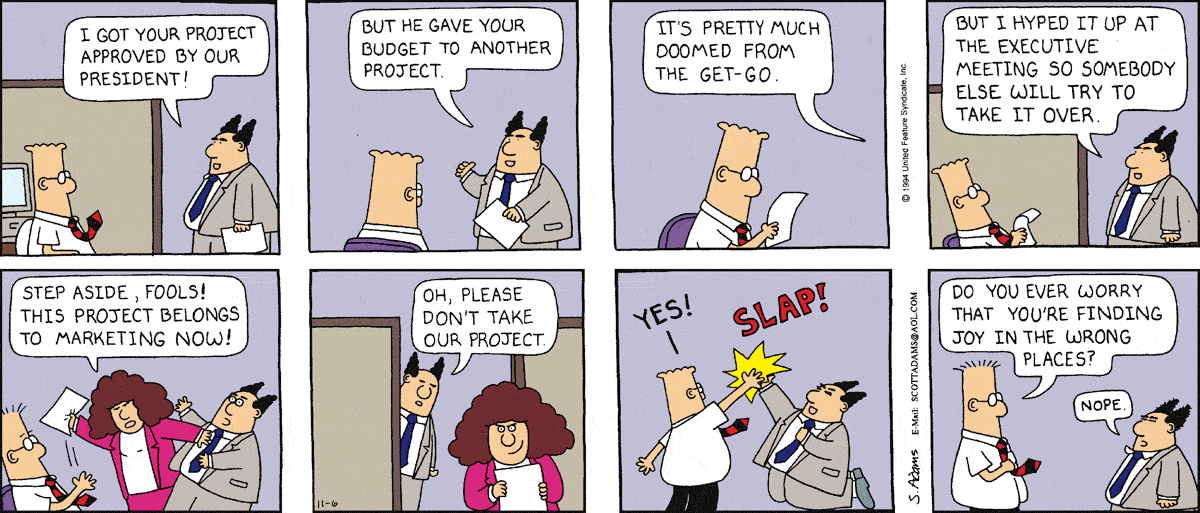 I GOT YOUR PROJECT
APPROVED BY OUR
PRESIDENT!
BUT HE GAVE YOUR
BUDGET TO ANOTHER
PROJECT.
IT'S PRETTY MUCH
DOOMED FROM
THE GET-GO.
© 1994 United Feature Syndicate, Inc.
BUT I HYPED IT UP AT
THE EXECUTIVE
MEETING SO SOMEBODY
ELSE WILL TRY TO
TAKE IT OVER.
STEP ASIDE, FOOLS!
THIS PROJECT BELONGS
TO MARKETING NOW!
OH, PLEASE
DON'T TAKE
OUR PROJECT.
11-6
YES!
SLAP!
S. Adams E-Mail: SCOTTADAMS@AOL.COM
DO YOU EVER WORRY
THAT YOU'RE FINDING
JOY IN THE WRONG
PLACES?
NOPE.